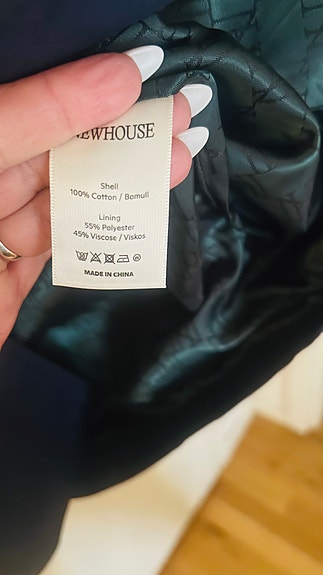 NEWHOUSE
Shell
100% Cotton / Bomull
Lining
55% Polyester
45% Viscose / Viskos
MADE IN CHINA